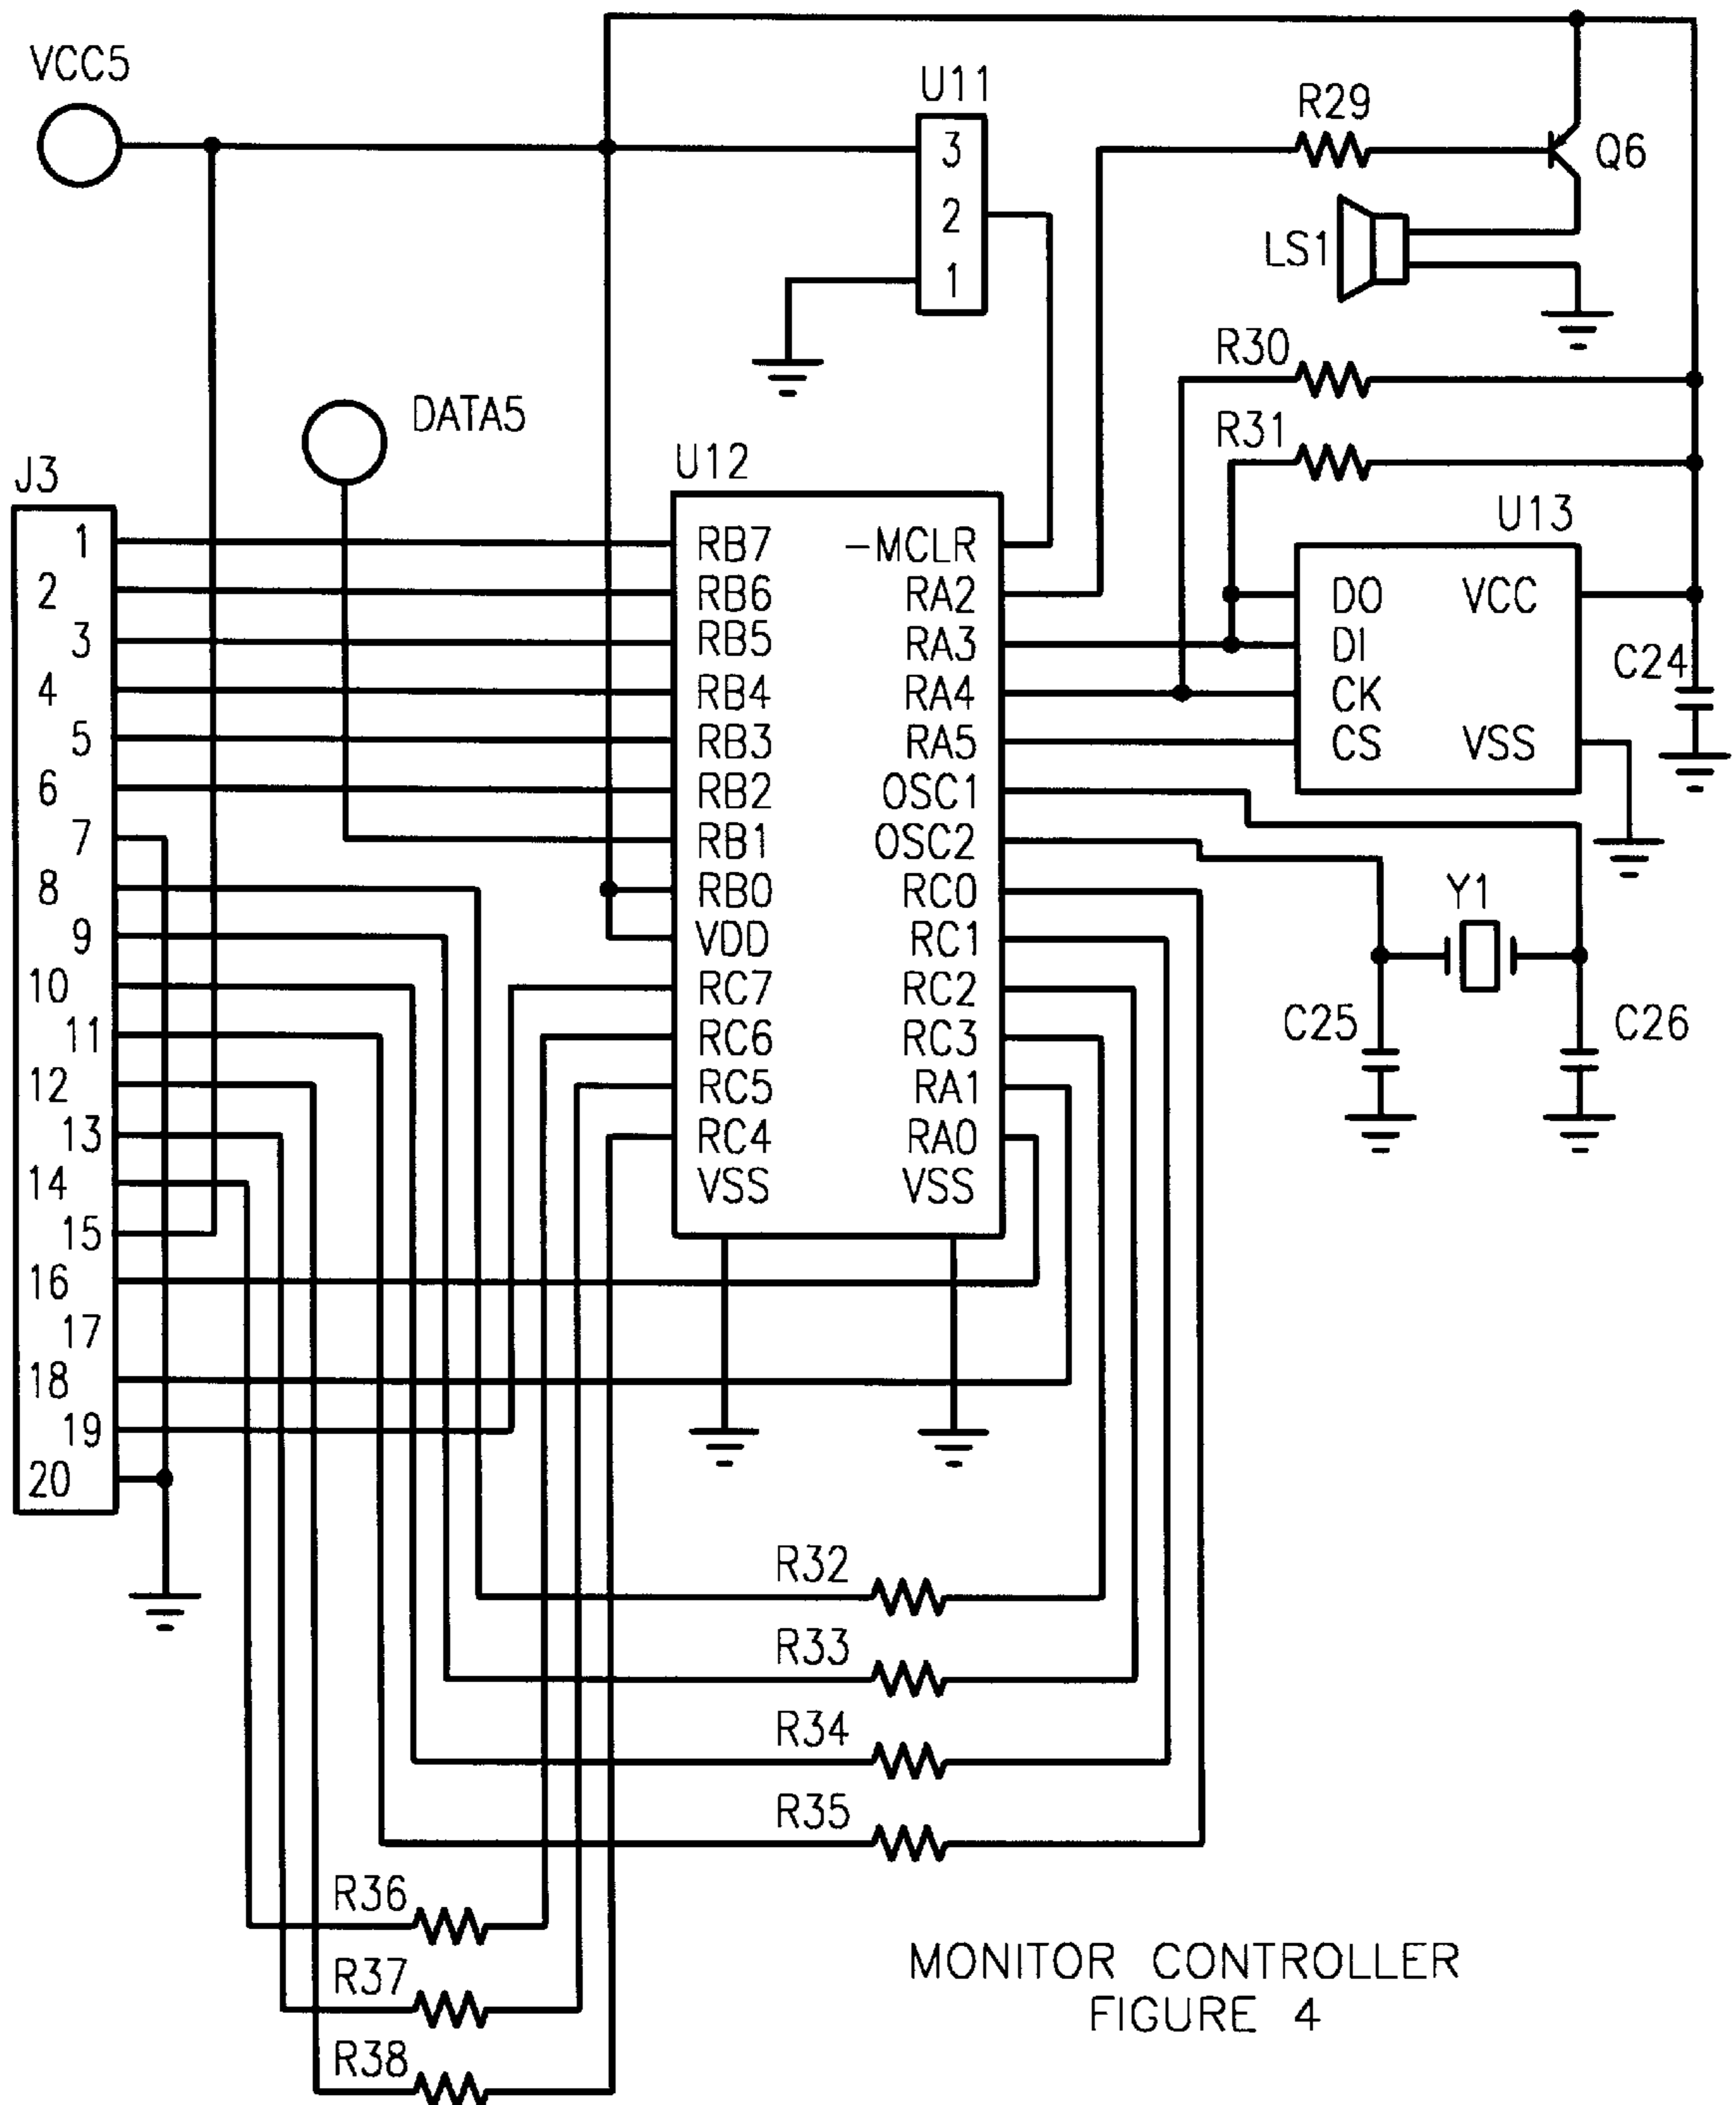 VCC5
U11
3
2
1
R29
Q6
LS1
R30
R31
DATA5
J3
1
2
3
4
5
6
7
8
9
10
11
12
13
14
15
16
17
18
19
20
U12
RB7 -MCLR
RB6 RA2
RB5 RA3
RB4 RA4
RB3 RA5
RB2 OSC1
RB1 OSC2
RB0 RC0
VDD RC1
RC7 RC2
RC6 RC3
RC5 RA1
RC4 RA0
VSS VSS
U13
DO VCC
DI
CK
CS VSS
C24
Y1
C25
C26
R32
R33
R34
R35
R36
R37
R38
MONITOR CONTROLLER
FIGURE 4